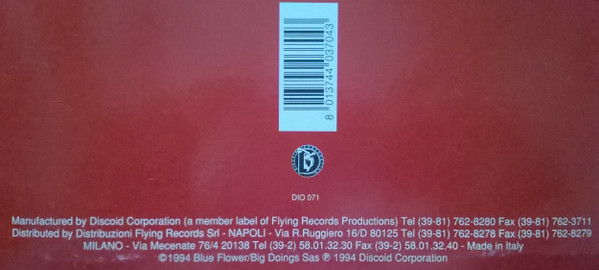 8 013744 037043
DIO 071
Manufactured by Discoid Corporation (a member label of Flying Records Productions) Tel (39-81) 762-8280 Fax (39-81) 762-3711
Distributed by Distribuzioni Flying Records Srl - NAPOLI - Via R.Ruggiero 16/D 80125 Tel (39-81) 762-8278 Fax (39-81) 762-8279
MILANO - Via Mecenate 76/4 20138 Tel (39-2) 58.01.32.30 Fax (39-2) 58.01.32.40 - Made in Italy
©1994 Blue Flower/Big Doings Sas ℗ 1994 Discoid Corporation